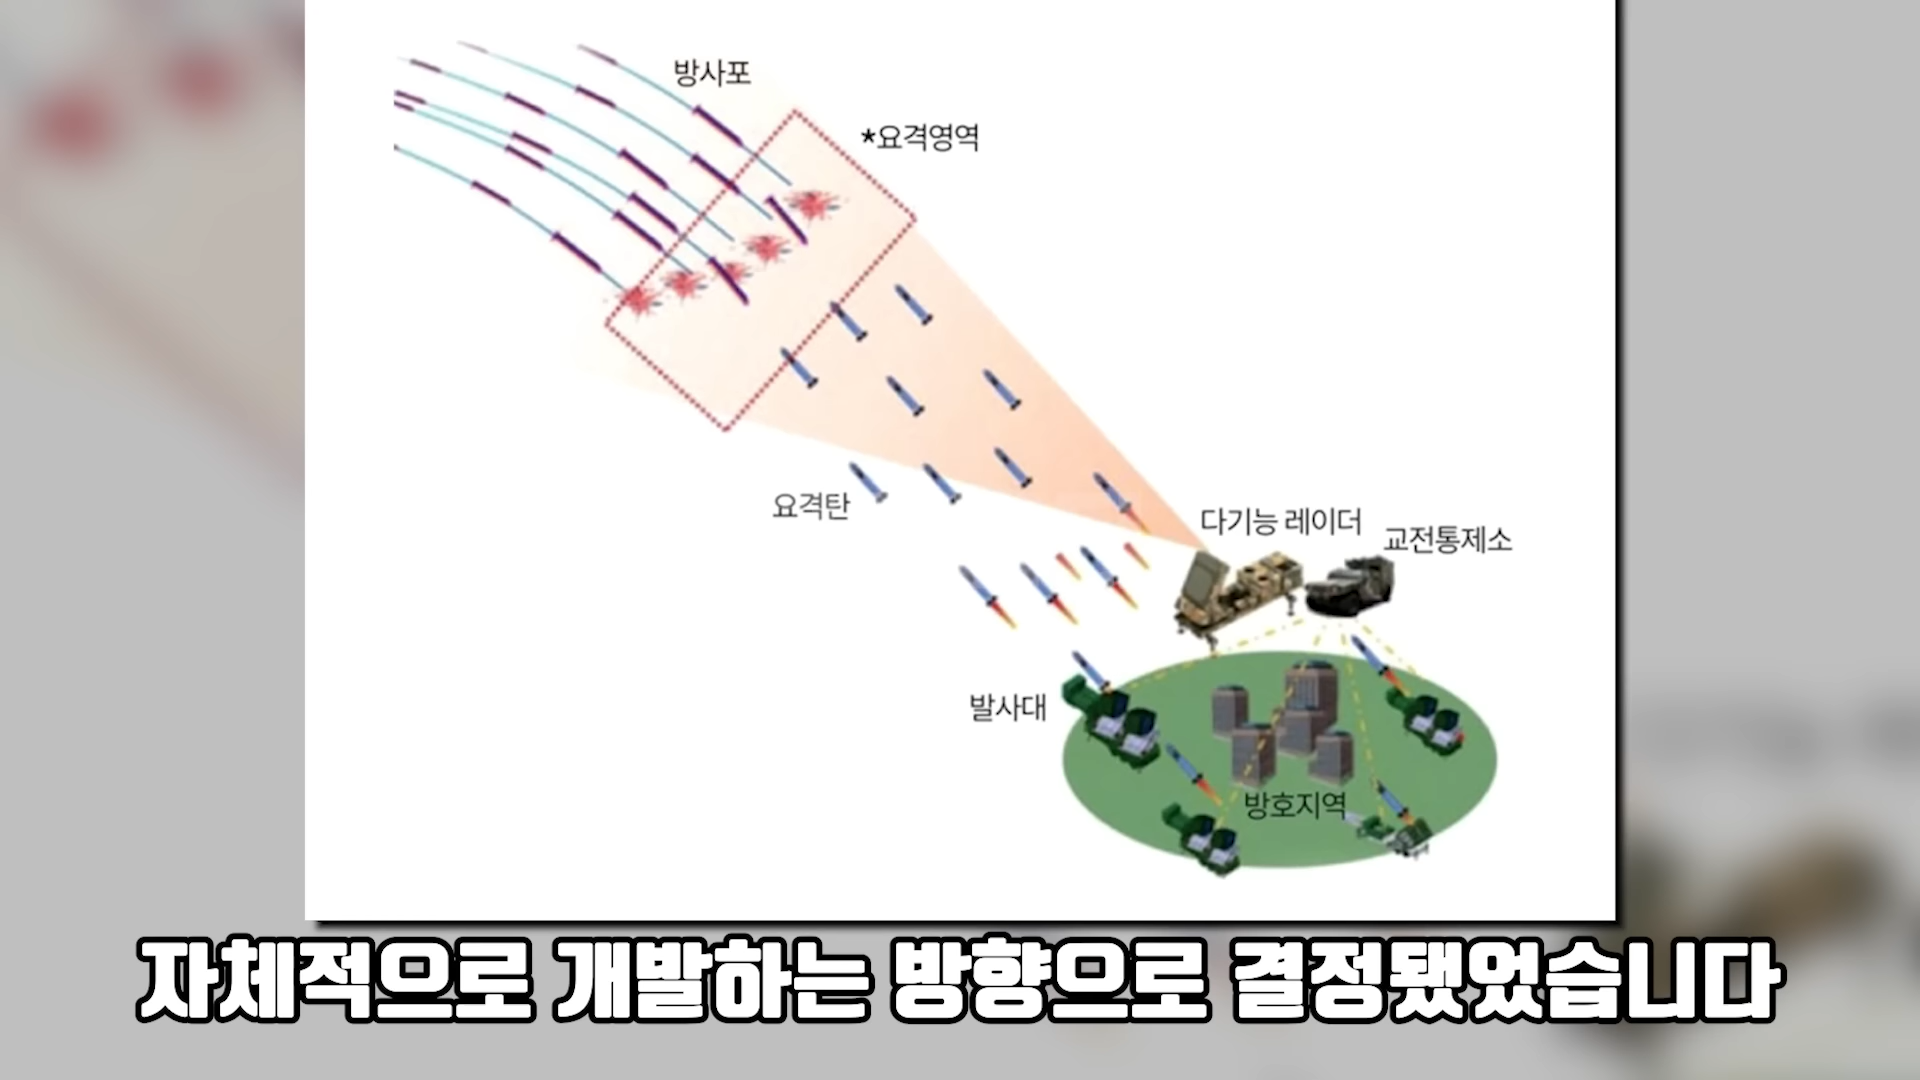 방사포
*요격영역
요격탄
다기능 레이더
교전통제소
발사대
방호지역
자체적으로 개발하는 방향으로 결정됐었습니다